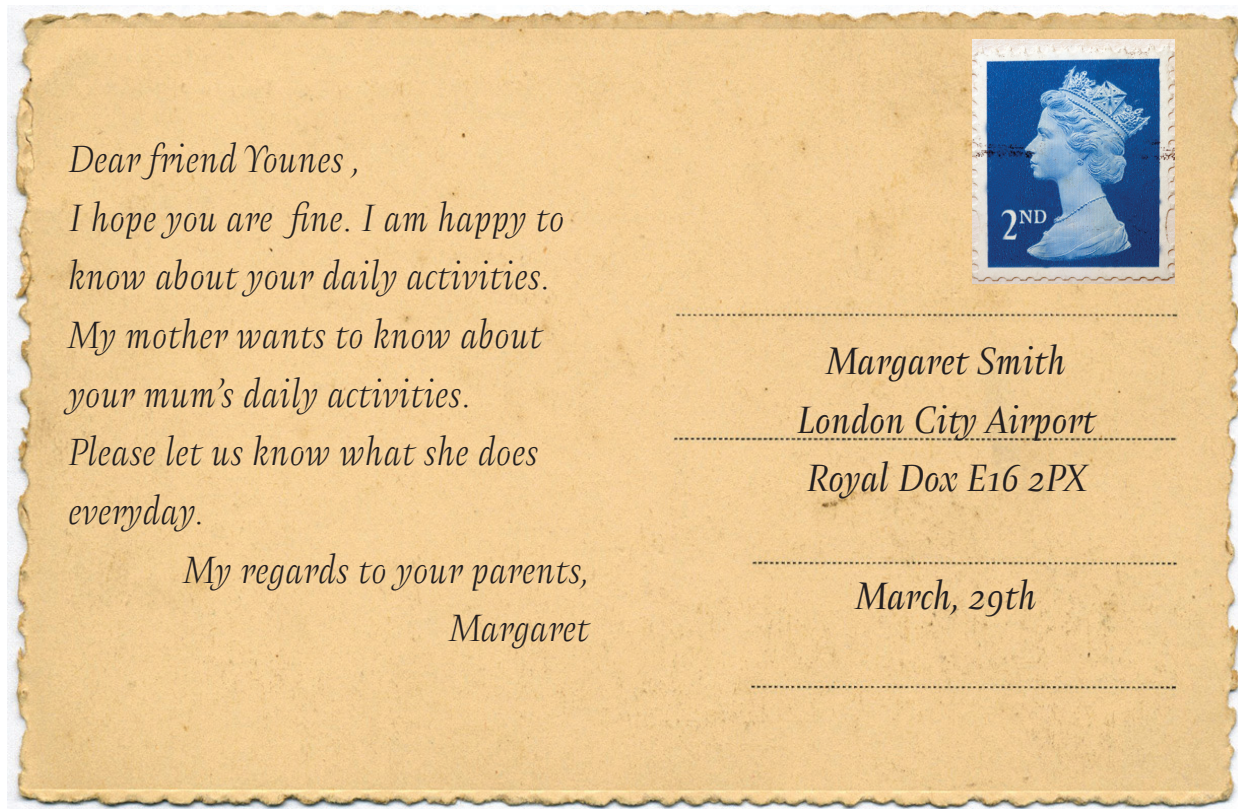 Dear friend Younes ,
I hope you are fine. I am happy to
know about your daily activities.
My mother wants to know about
your mum's daily activities.
Please let us know what she does
everyday.
My regards to your parents,
Margaret
2ND
Margaret Smith
London City Airport
Royal Dox E16 2PX
March, 29th